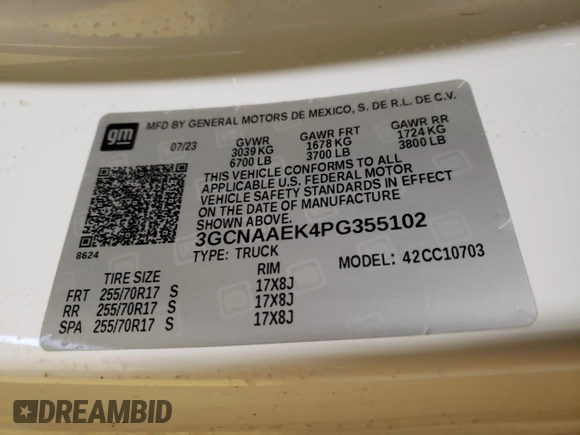 gm
MFD BY GENERAL MOTORS DE MEXICO, S. DE R.L. DE C.V.
07/23 GVWR GAWR FRT GAWR RR
3039 KG 1678 KG 1724 KG
6700 LB 3700 LB 3800 LB
THIS VEHICLE CONFORMS TO ALL
APPLICABLE U.S. FEDERAL MOTOR
VEHICLE SAFETY STANDARDS IN EFFECT
ON THE DATE OF MANUFACTURE
SHOWN ABOVE.
3GCNAAEK4PG355102
8624 TYPE: TRUCK MODEL: 42CC10703
TIRE SIZE RIM
FRT 255/70R17 S 17X8J
RR 255/70R17 S 17X8J
SPA 255/70R17 S 17X8J
DREAMBID